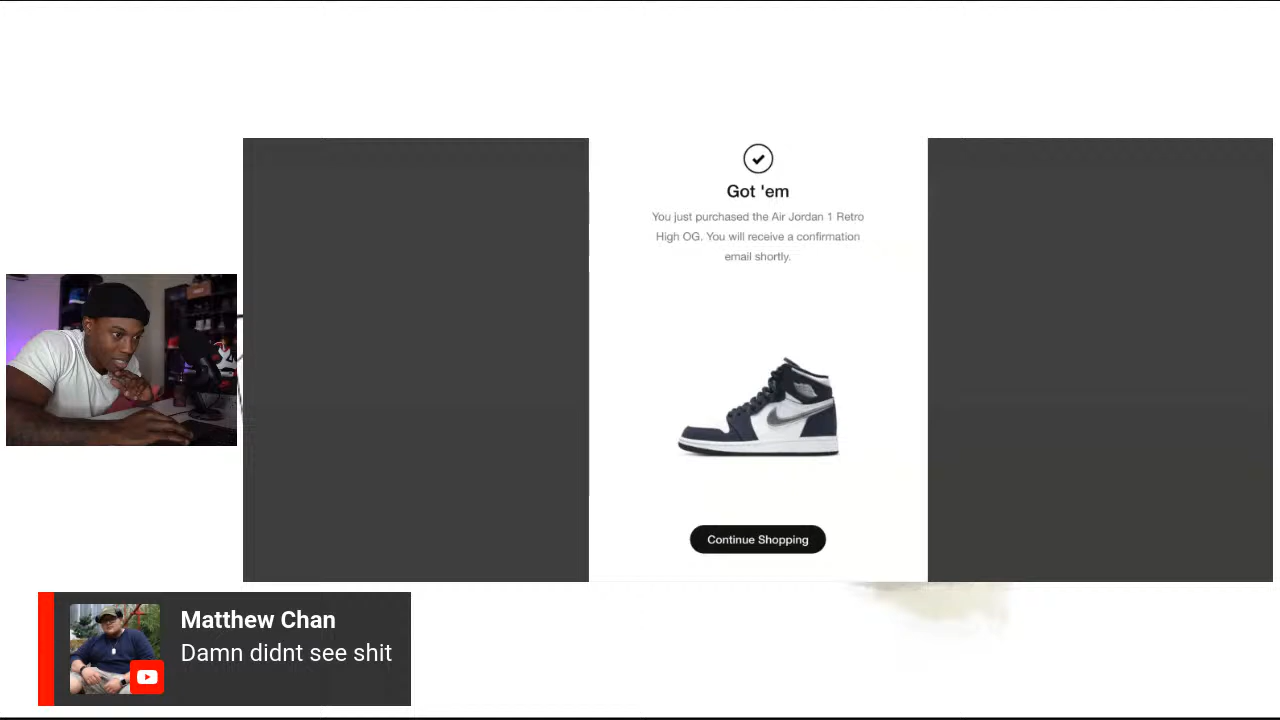 Got 'em
You just purchased the Air Jordan 1 Retro
High OG. You will receive a confirmation
email shortly.
Continue Shopping
Matthew Chan
Damn didnt see shit